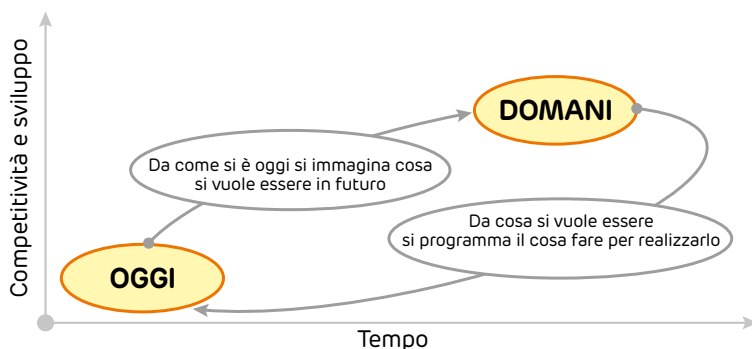 Competitività e sviluppo
DOMANI
Da come si è oggi si immagina cosa
si vuole essere in futuro
Da cosa si vuole essere
si programma il cosa fare per realizzarlo
OGGI
Tempo